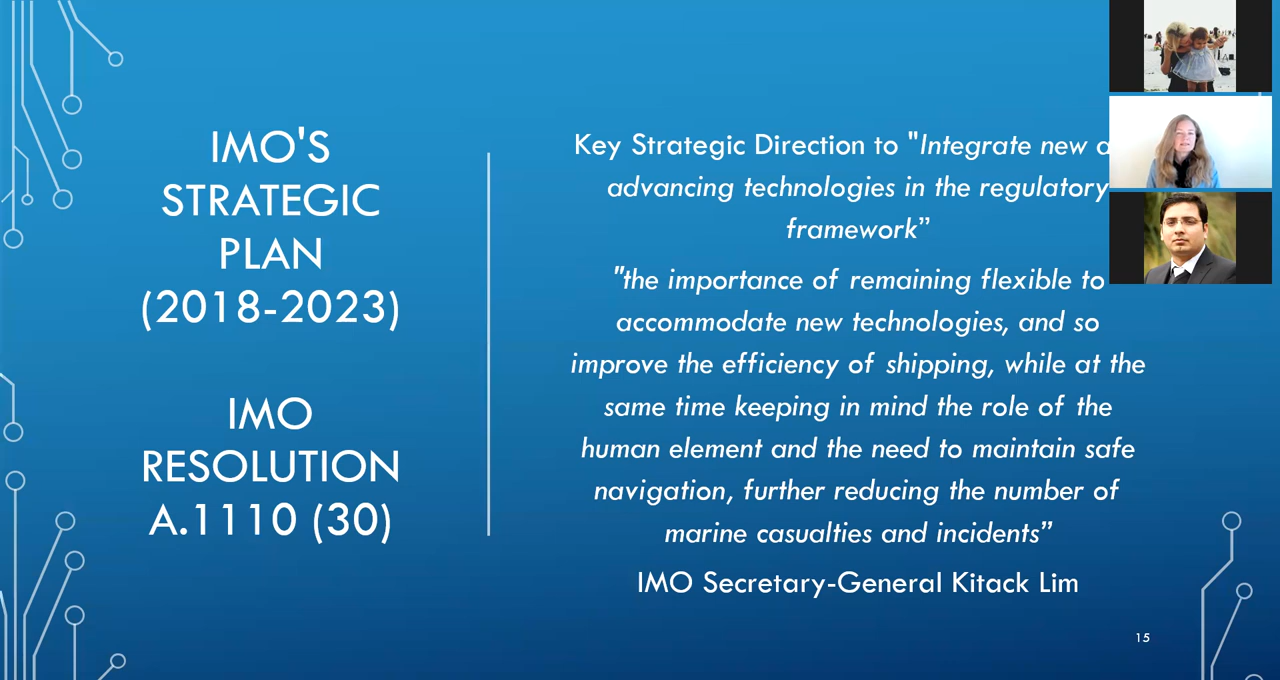 IMO'S
STRATEGIC
PLAN
(2018-2023)
IMO
RESOLUTION
A.1110 (30)
Key Strategic Direction to "Integrate new
advancing technologies in the regulatory
framework”
"the importance of remaining flexible to
accommodate new technologies, and so
improve the efficiency of shipping, while at the
same time keeping in mind the role of the
human element and the need to maintain safe
navigation, further reducing the number of
marine casualties and incidents”
IMO Secretary-General Kitack Lim
15